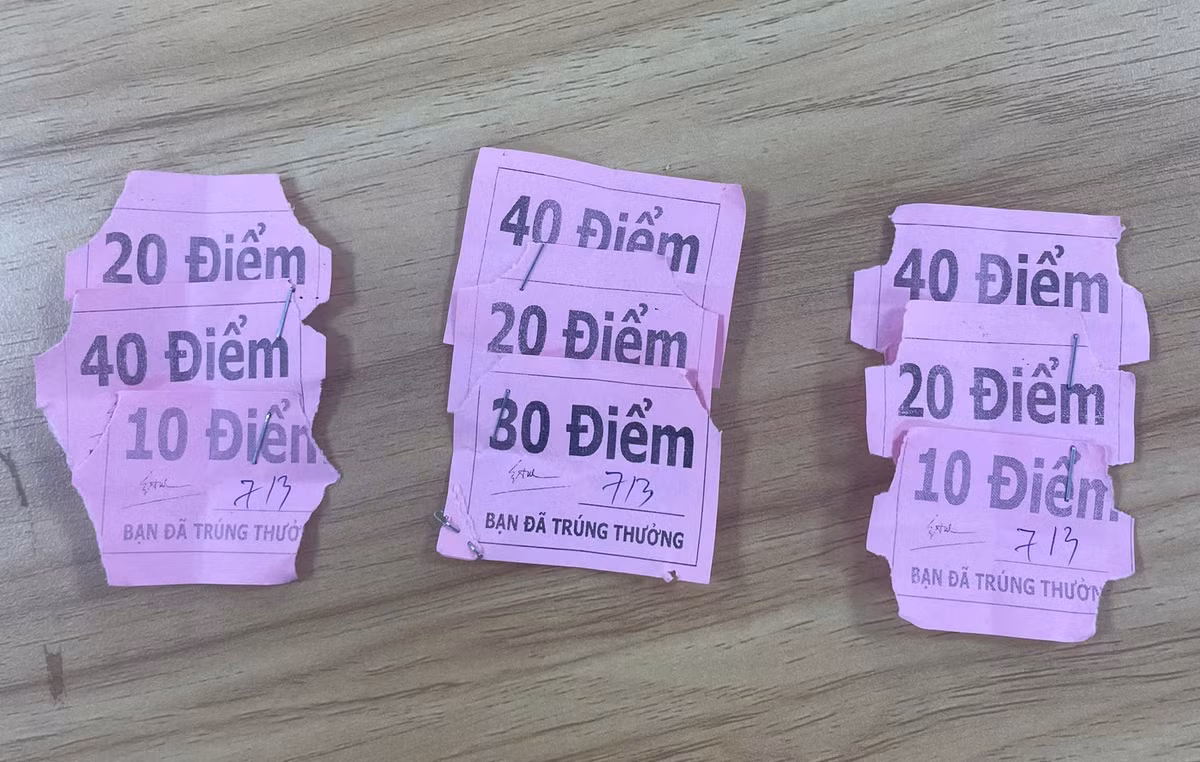 20 Điểm
40 Điểm
10 Điểm
713
BẠN ĐÃ TRÚNG THƯỞ
40 Điểm
20 Điểm
30 Điểm
713
BẠN ĐÃ TRÚNG THƯỞNG
40 Điểm
20 Điểm
10 Điểm
713
BẠN ĐÃ TRÚNG THƯỞN